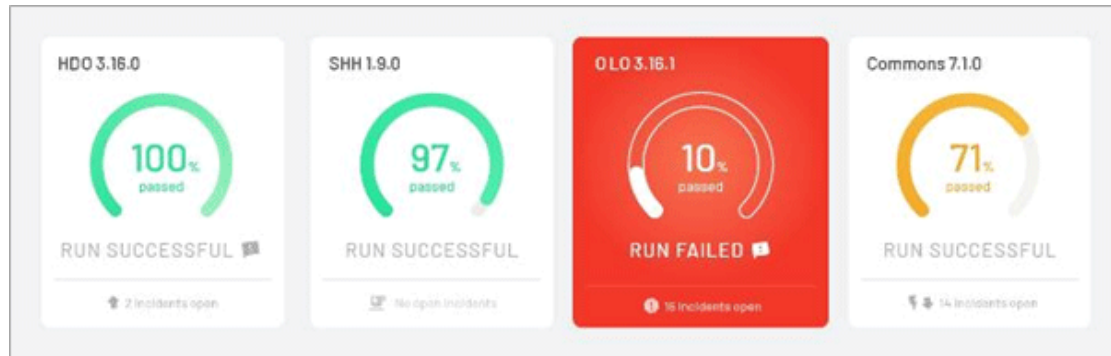 HDO 3.16.0
100%
passed
RUN SUCCESSFUL
2 incidents open
SHH 1.9.0
97%
passed
RUN SUCCESSFUL
No open incidents
OLO 3.16.1
10%
passed
RUN FAILED
16 incidents open
Commons 7.1.0
71%
passed
RUN SUCCESSFUL
14 incidents open